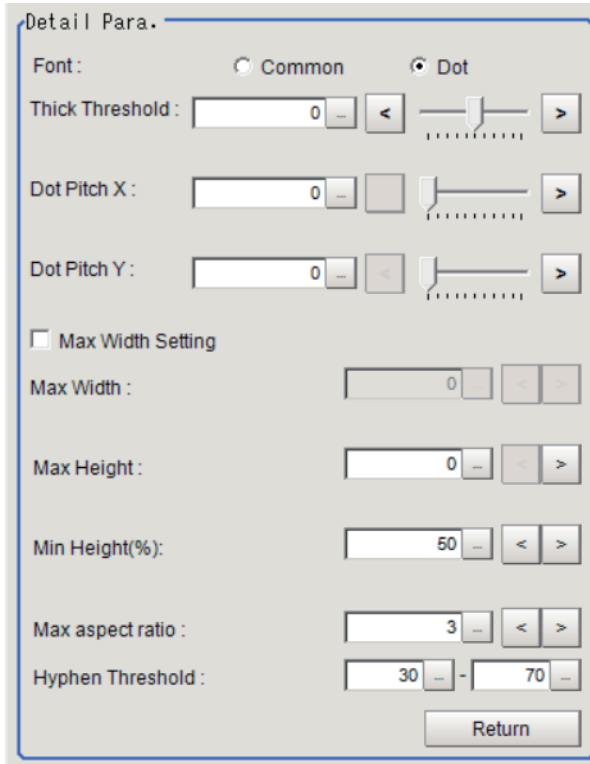 Detail Para.
Font :  Common  Dot
Thick Threshold :  0  ...  <  >
Dot Pitch X :  0  ...  >
Dot Pitch Y :  0  ...  <  >
Max Width Setting
Max Width :  0  ...  <  >
Max Height :  0  ...  <  >
Min Height(%):  50  ...  <  >
Max aspect ratio :  3  ...  <  >
Hyphen Threshold :  30  ...  -  70  ...
Return